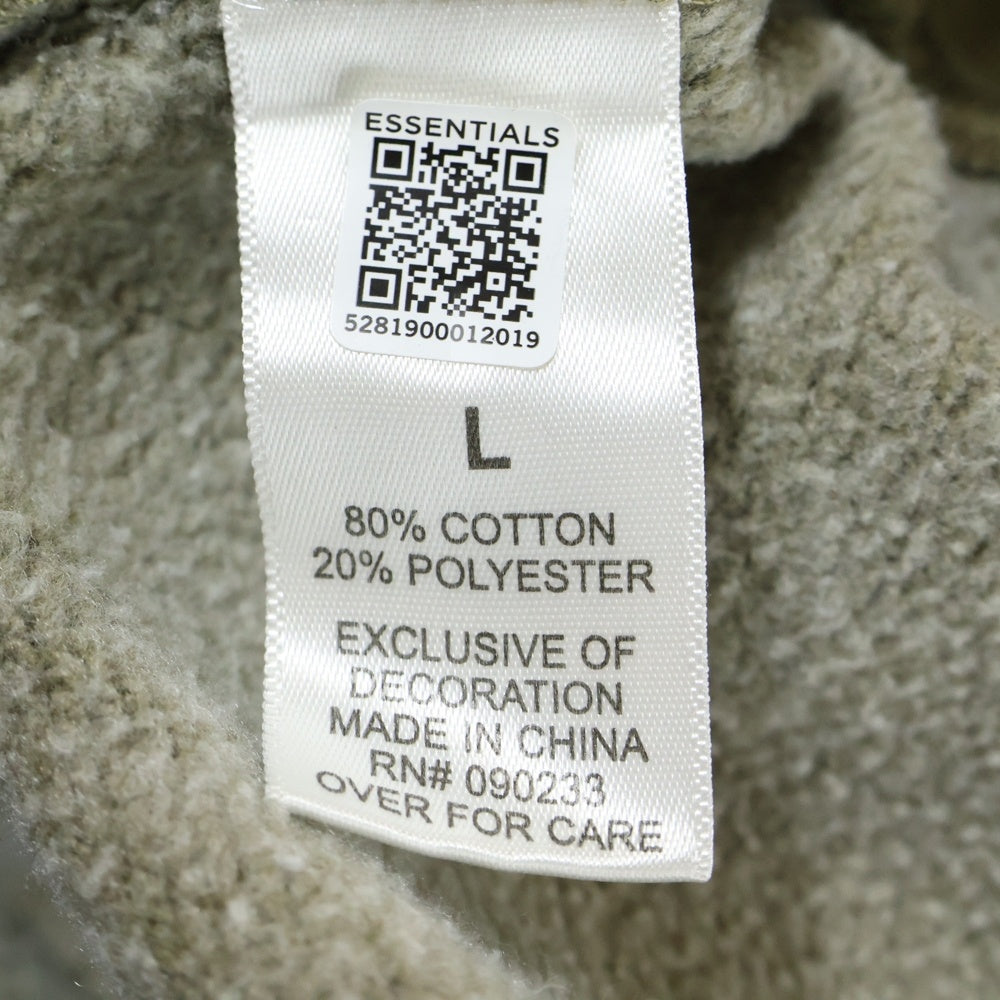 ESSENTIALS
5281900012019
L
80% COTTON
20% POLYESTER
EXCLUSIVE OF
DECORATION
MADE IN CHINA
RN# 090233
OVER FOR CARE